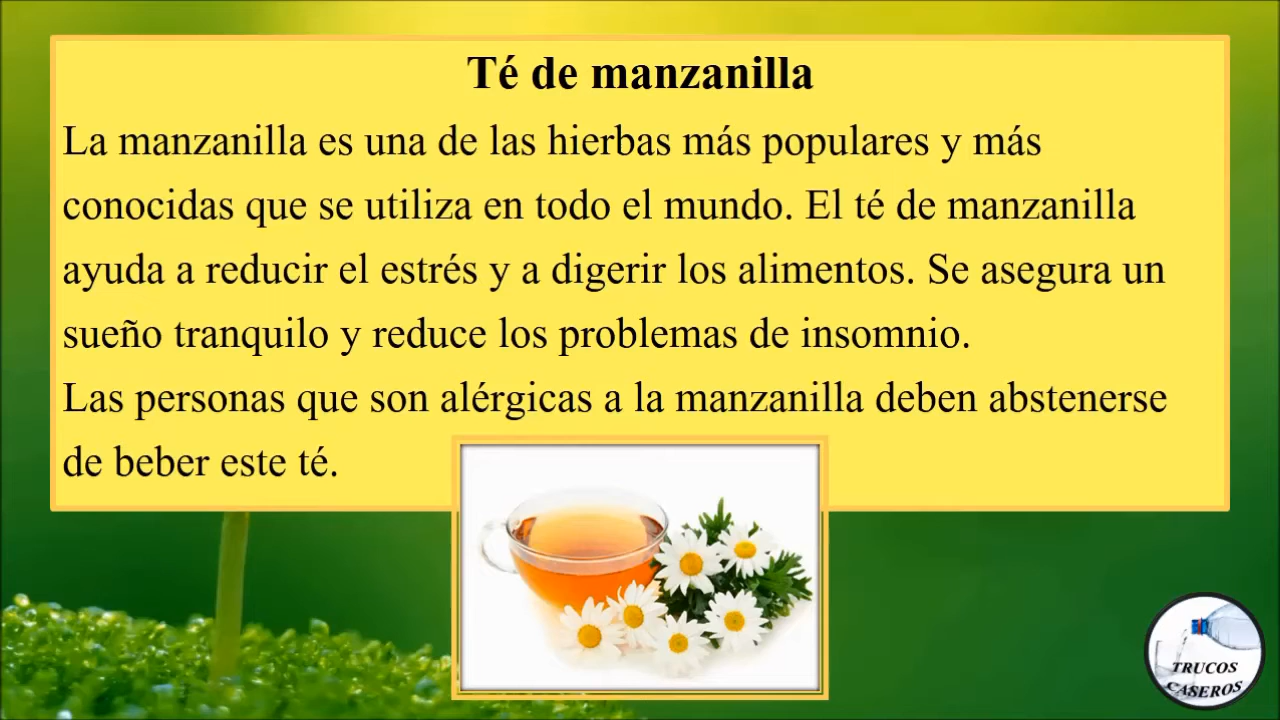 Té de manzanilla
La manzanilla es una de las hierbas más populares y más
conocidas que se utiliza en todo el mundo. El té de manzanilla
ayuda a reducir el estrés y a digerir los alimentos. Se asegura un
sueño tranquilo y reduce los problemas de insomnio.
Las personas que son alérgicas a la manzanilla deben abstenerse
de beber este té.
TRUCOS
CASEROS